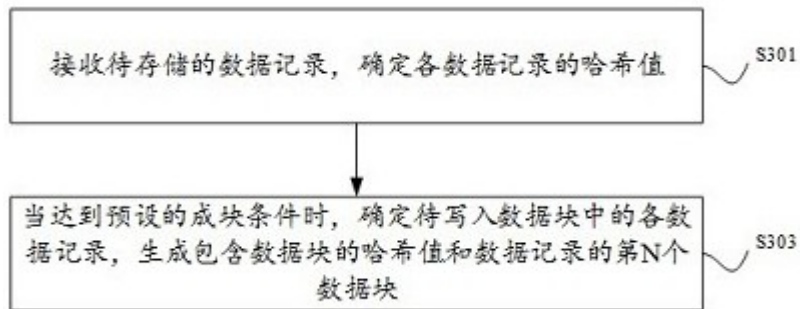 接收待存储的数据记录，确定各数据记录的哈希值
S301
当达到预设的成块条件时，确定待写入数据块中的各数
据记录，生成包含数据块的哈希值和数据记录的第N个
数据块
S303